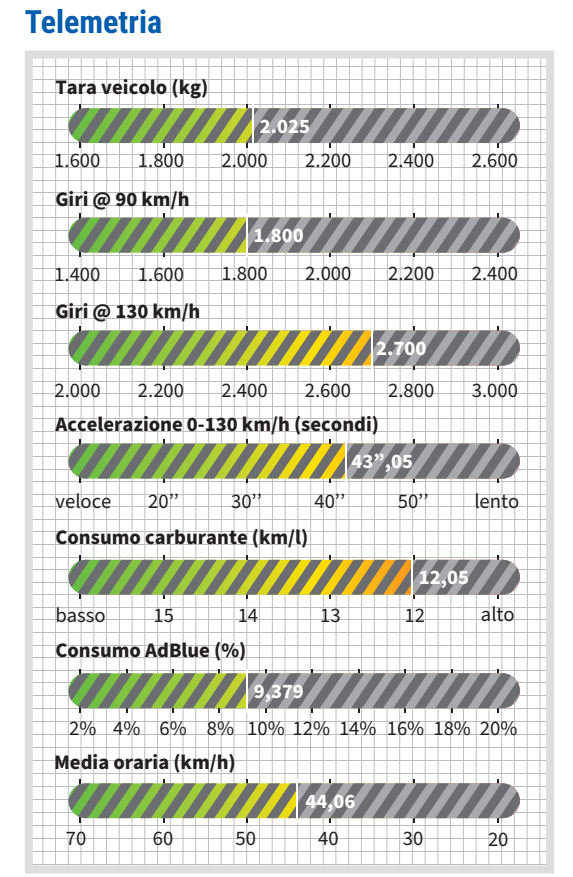 Telemetria
Tara veicolo (kg)
2.025
1.600 1.800 2.000 2.200 2.400 2.600
Giri @ 90 km/h
1.800
1.400 1.600 1.800 2.000 2.200 2.400
Giri @ 130 km/h
2.700
2.000 2.200 2.400 2.600 2.800 3.000
Accelerazione 0-130 km/h (secondi)
43”,05
veloce 20’’ 30’’ 40’’ 50’’ lento
Consumo carburante (km/l)
12,05
basso 15 14 13 12 alto
Consumo AdBlue (%)
9,379
2% 4% 6% 8% 10% 12% 14% 16% 18% 20%
Media oraria (km/h)
44,06
70 60 50 40 30 20